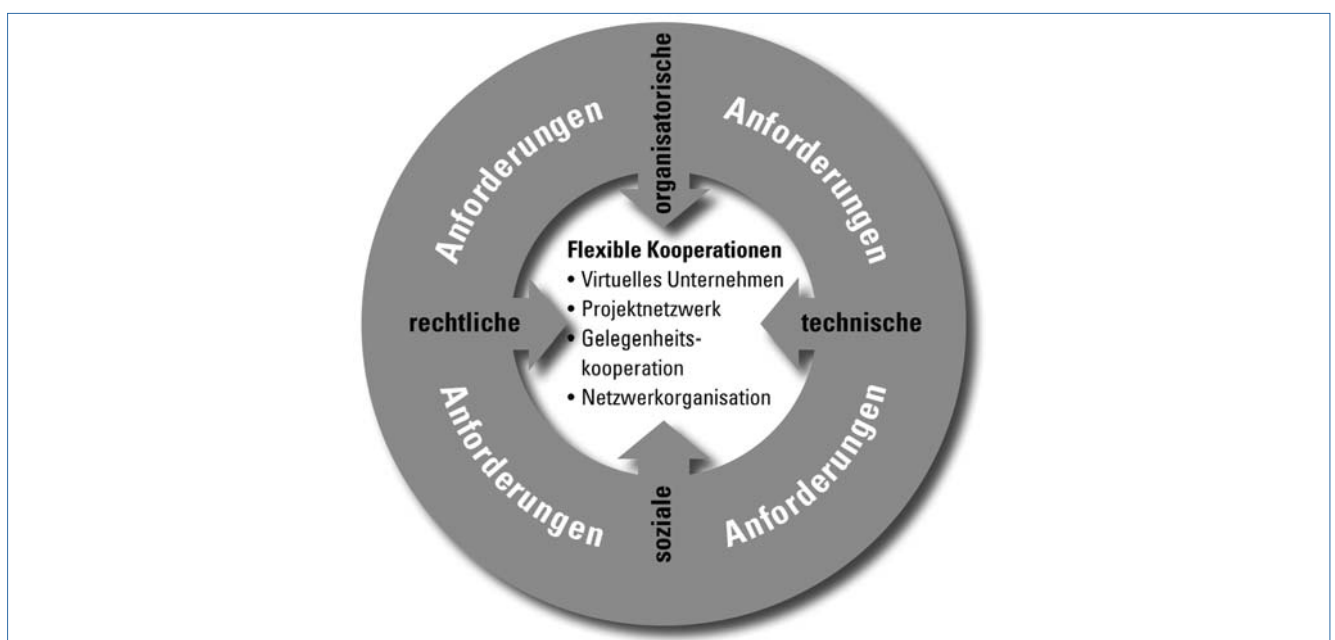 organisatorische
Anforderungen
Anforderungen
Flexible Kooperationen
• Virtuelles Unternehmen
• Projektnetzwerk
• Gelegenheits-
kooperation
• Netzwerkorganisation
rechtliche
technische
Anforderungen
Anforderungen
soziale